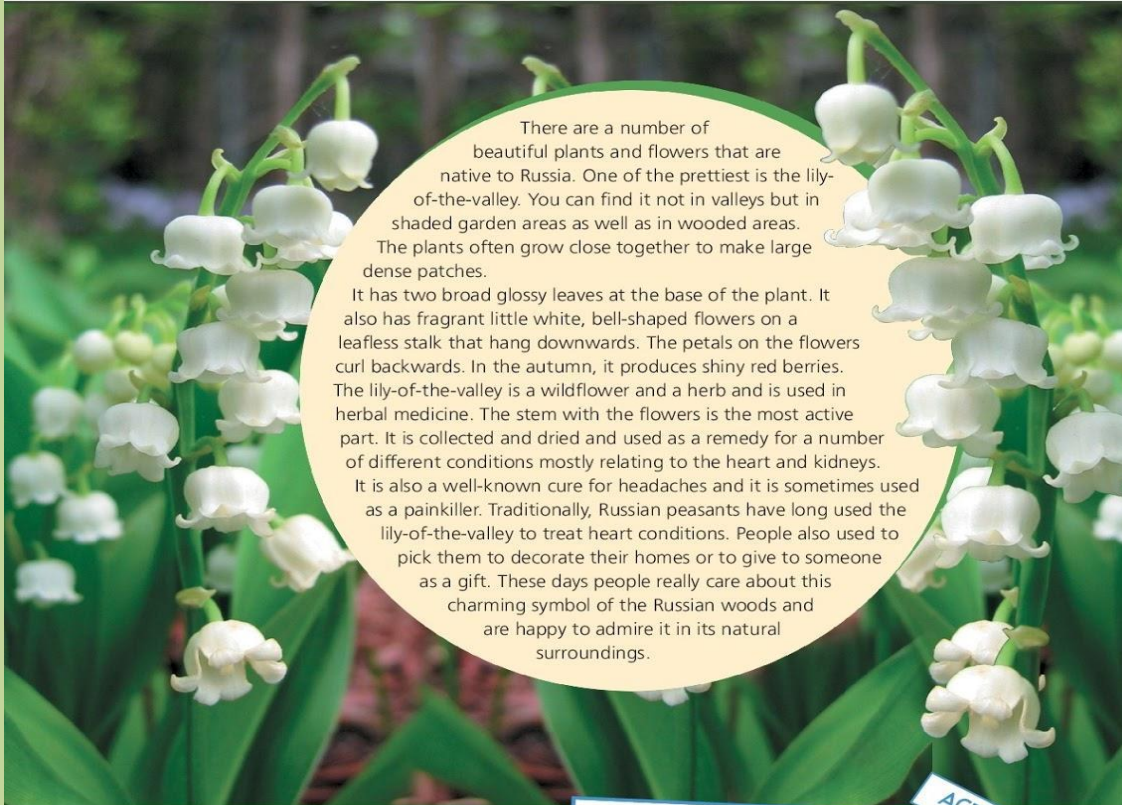 There are a number of
beautiful plants and flowers that are
native to Russia. One of the prettiest is the lily-
of-the-valley. You can find it not in valleys but in
shaded garden areas as well as in wooded areas.
The plants often grow close together to make large
dense patches.
It has two broad glossy leaves at the base of the plant. It
also has fragrant little white, bell-shaped flowers on a
leafless stalk that hang downwards. The petals on the flowers
curl backwards. In the autumn, it produces shiny red berries.
The lily-of-the-valley is a wildflower and a herb and is used in
herbal medicine. The stem with the flowers is the most active
part. It is collected and dried and used as a remedy for a number
of different conditions mostly relating to the heart and kidneys.
It is also a well-known cure for headaches and it is sometimes used
as a painkiller. Traditionally, Russian peasants have long used the
lily-of-the-valley to treat heart conditions. People also used to
pick them to decorate their homes or to give to someone
as a gift. These days people really care about this
charming symbol of the Russian woods and
are happy to admire it in its natural
surroundings.